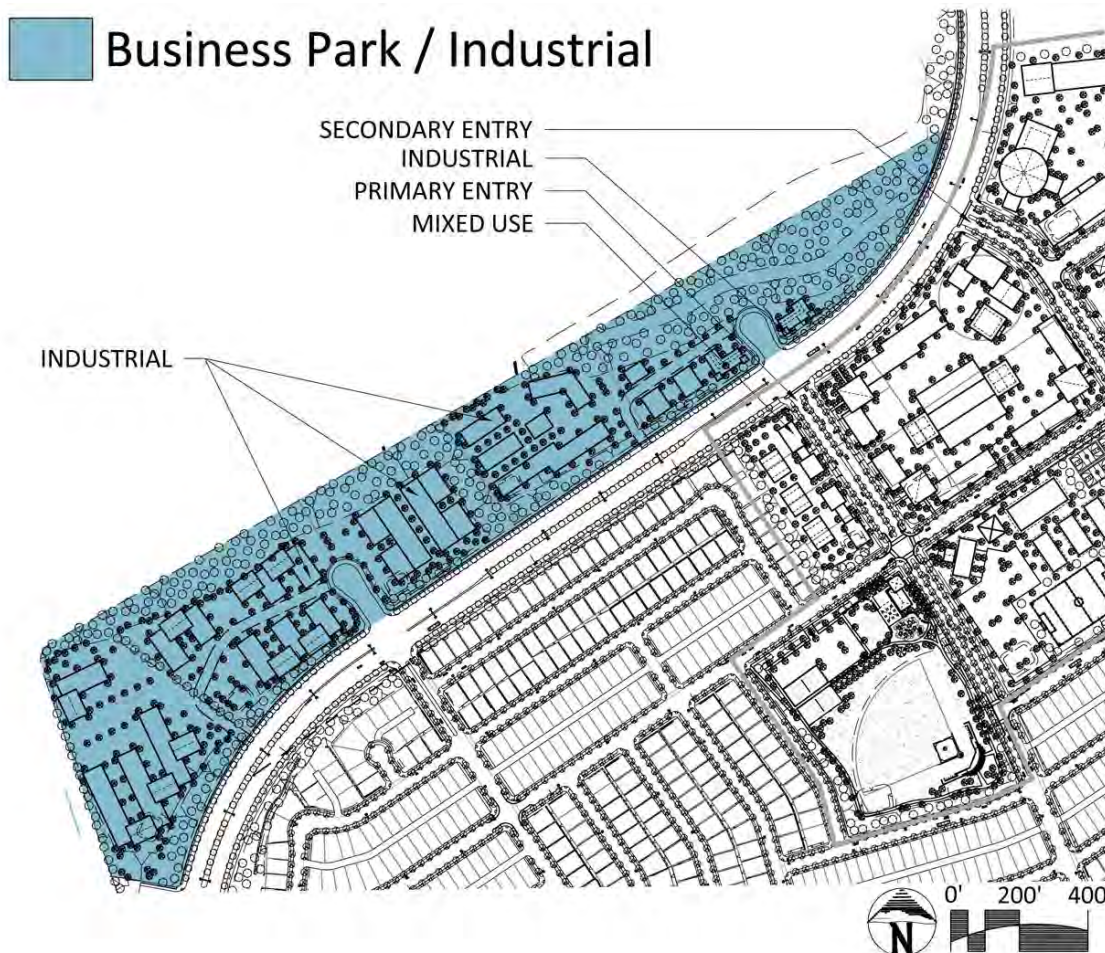 Business Park / Industrial
SECONDARY ENTRY
INDUSTRIAL
PRIMARY ENTRY
MIXED USE
INDUSTRIAL
N
0' 200' 400'